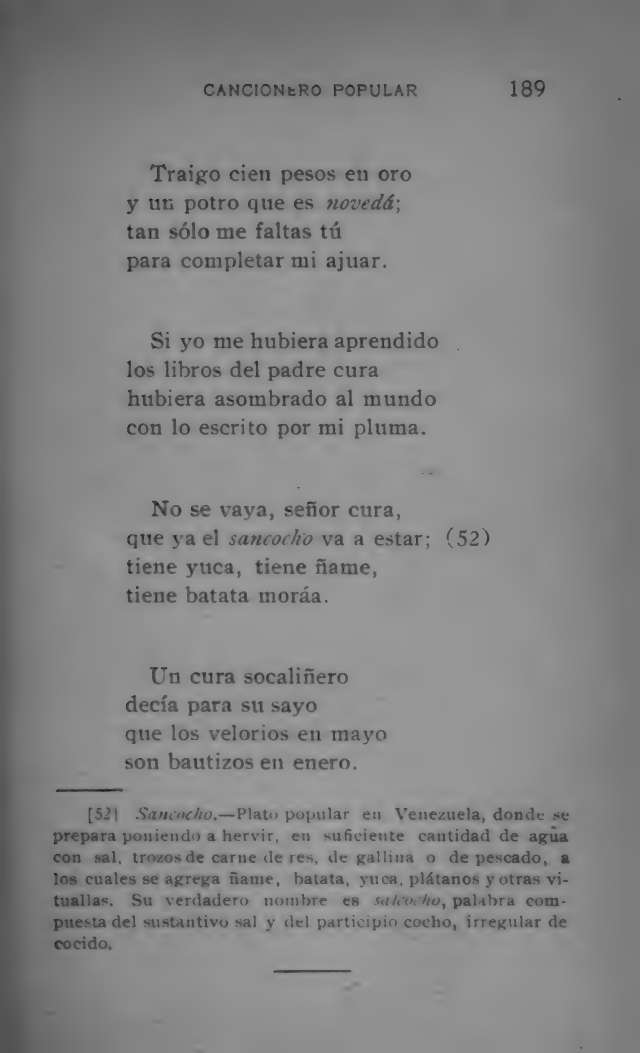 CANCIONERO POPULAR 189
Traigo cien pesos en oro
y un potro que es novedá;
tan sólo me faltas tú
para completar mi ajuar.
Si yo me hubiera aprendido
los libros del padre cura
hubiera asombrado al mundo
con lo escrito por mi pluma.
No se vaya, señor cura,
que ya el sancocho va a estar; (52)
tiene yuca, tiene ñame,
tiene batata moráa.
Un cura socaliñero
decía para su sayo
que los velorios en mayo
son bautizos en enero.
[52] Sancocho.—Plato popular en Venezuela, donde se
prepara poniendo a hervir, en suficiente cantidad de agua
con sal, trozos de carne de res, de gallina o de pescado, a
los cuales se agrega ñame, batata, yuca, plátanos y otras vi-
tuallas. Su verdadero nombre es salcocho, palabra com-
puesta del sustantivo sal y del participio cocho, irregular de
cocido.